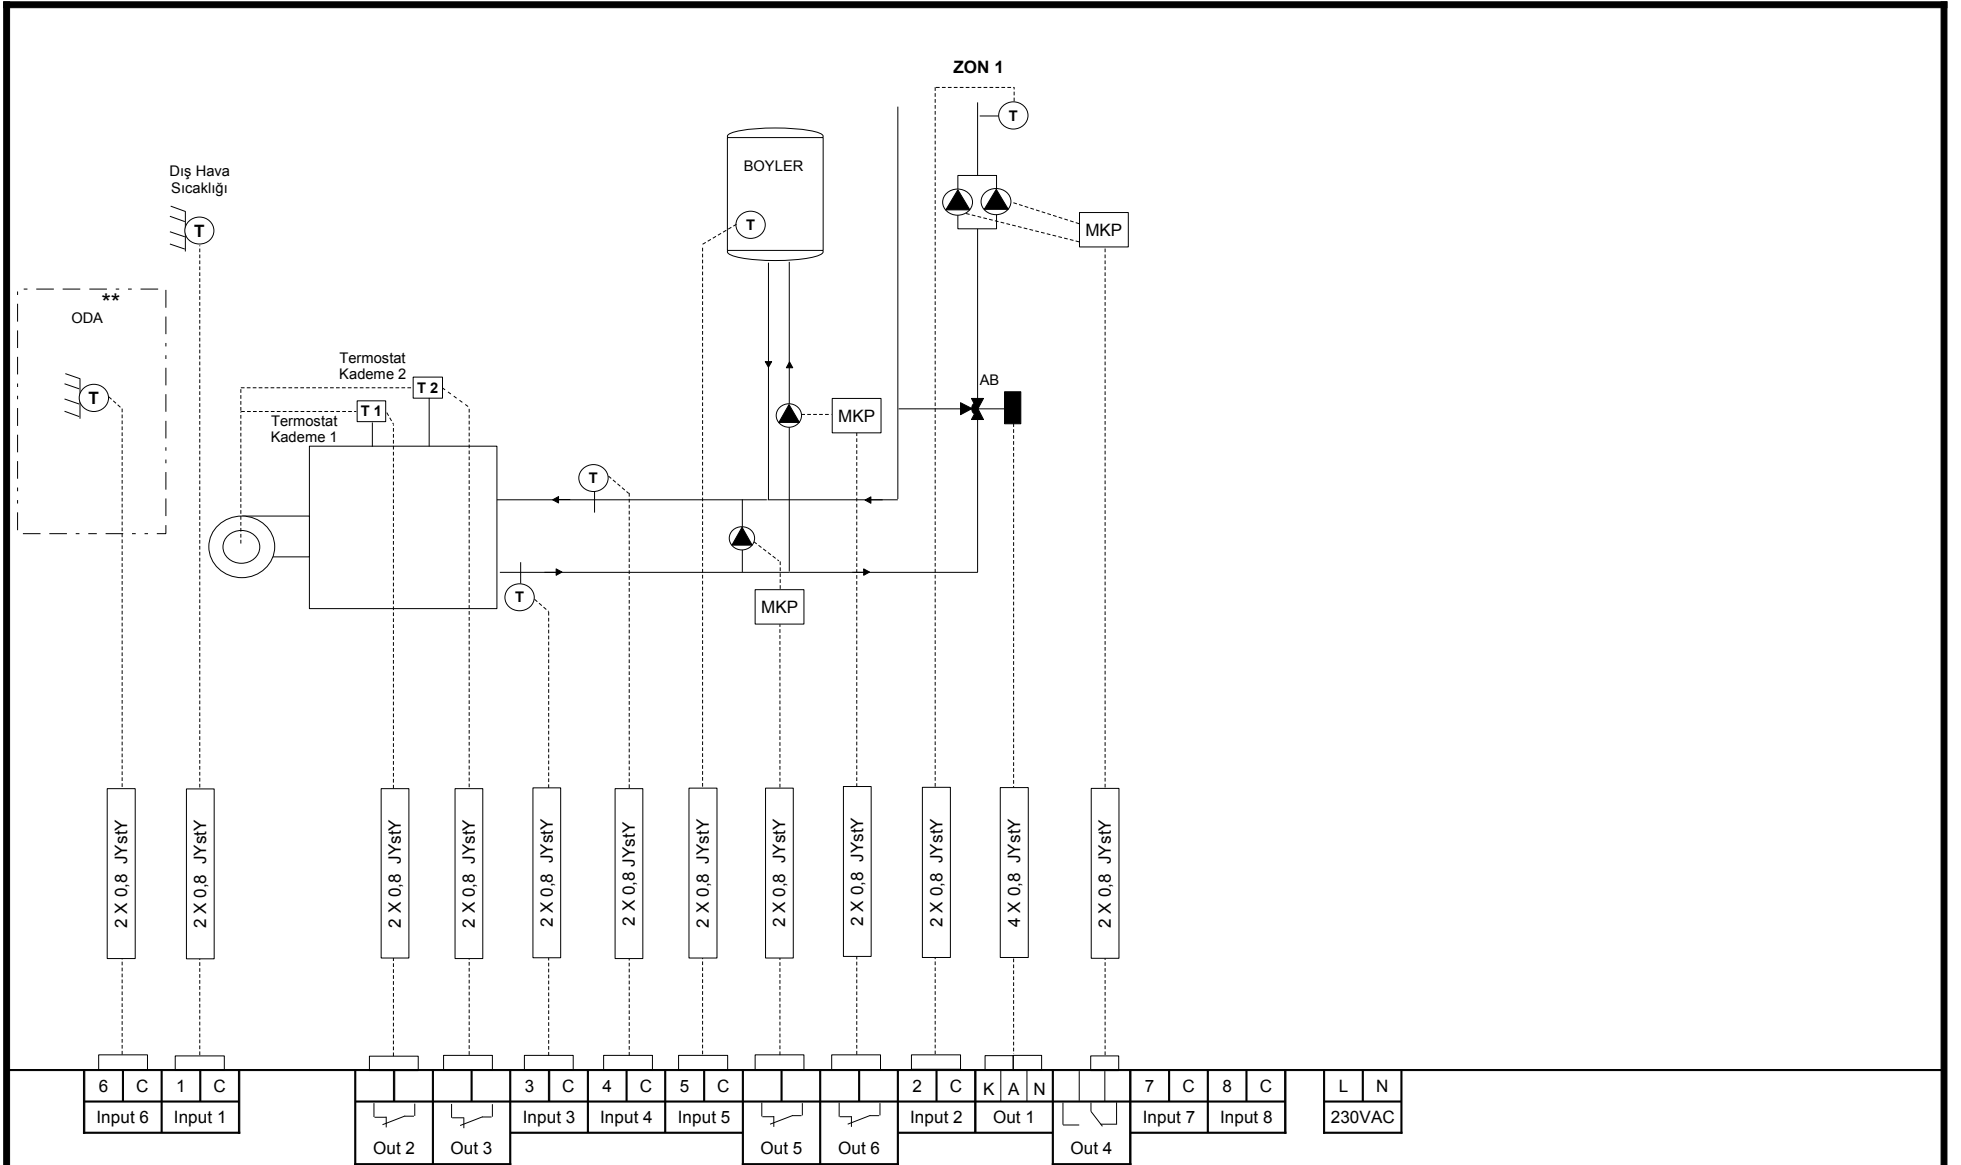 ZON 1
T
BOYLER
T
Dış Hava
Sıcaklığı
T
MKP
**
ODA
T
Termostat
Kademe 2
T 2
T 1
Termostat
Kademe 1
AB
MKP
T
T
MKP
2 X 0,8 JYstY
2 X 0,8 JYstY
2 X 0,8 JYstY
2 X 0,8 JYstY
2 X 0,8 JYstY
2 X 0,8 JYstY
2 X 0,8 JYstY
2 X 0,8 JYstY
2 X 0,8 JYstY
2 X 0,8 JYstY
4 X 0,8 JYstY
2 X 0,8 JYstY
6 C 1 C 3 C 4 C 5 C 2 C K A N 7 C 8 C L N
Input 6 Input 1 Input 3 Input 4 Input 5 Input 2 Out 1 Input 7 Input 8 230VAC
Out 2 Out 3 Out 5 Out 6 Out 4